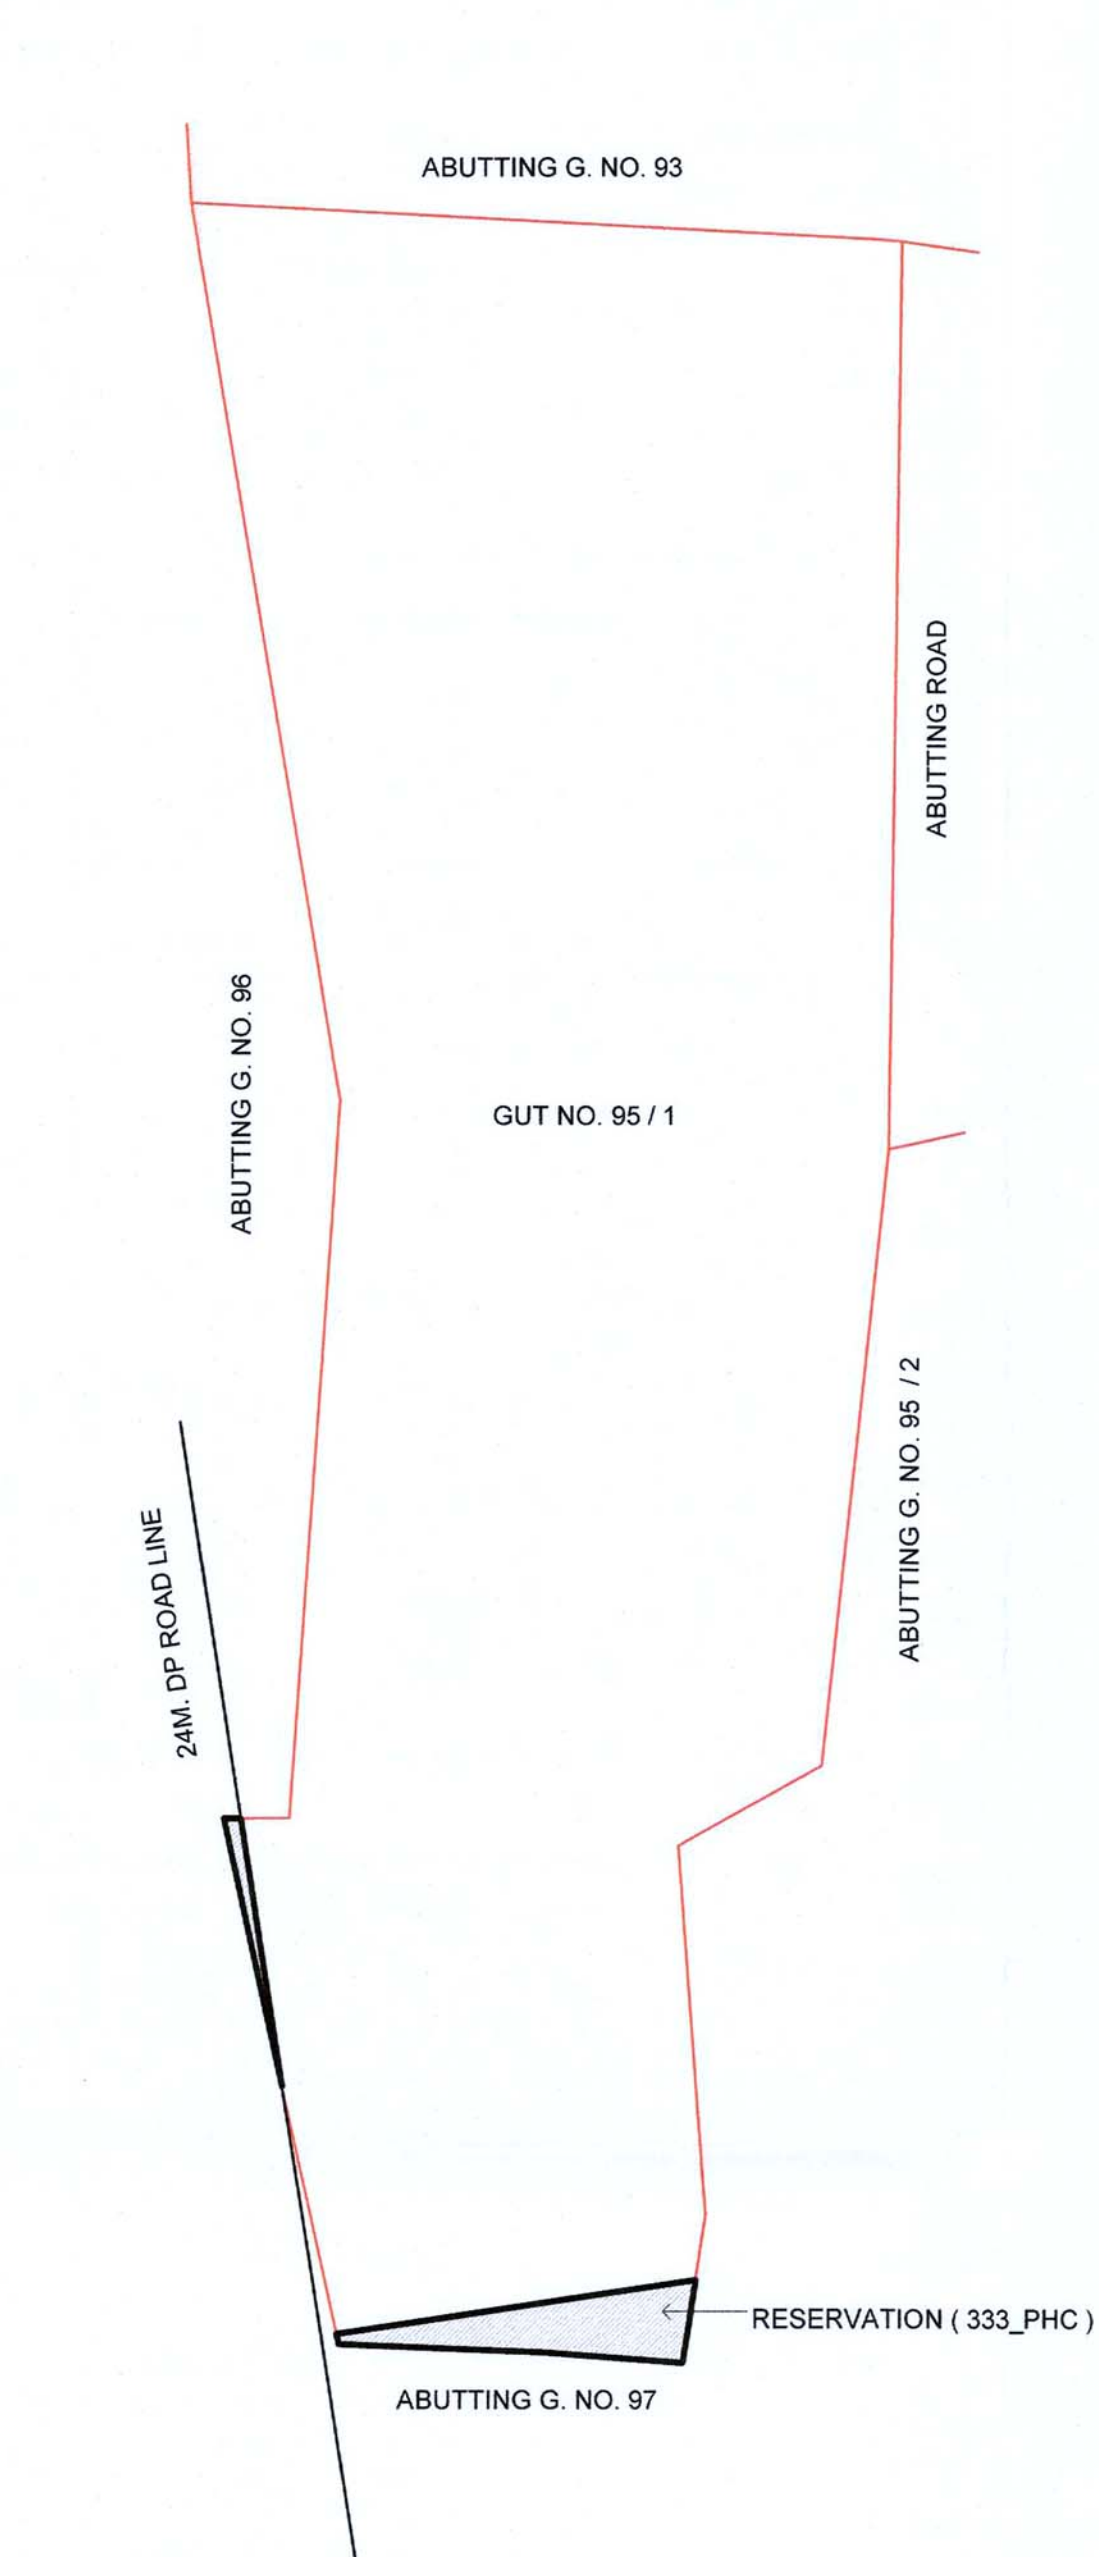 ABUTTING G. NO. 93
ABUTTING ROAD
ABUTTING G. NO. 96
GUT NO. 95 / 1
ABUTTING G. NO. 95 / 2
24M. DP ROAD LINE
RESERVATION ( 333_PHC )
ABUTTING G. NO. 97